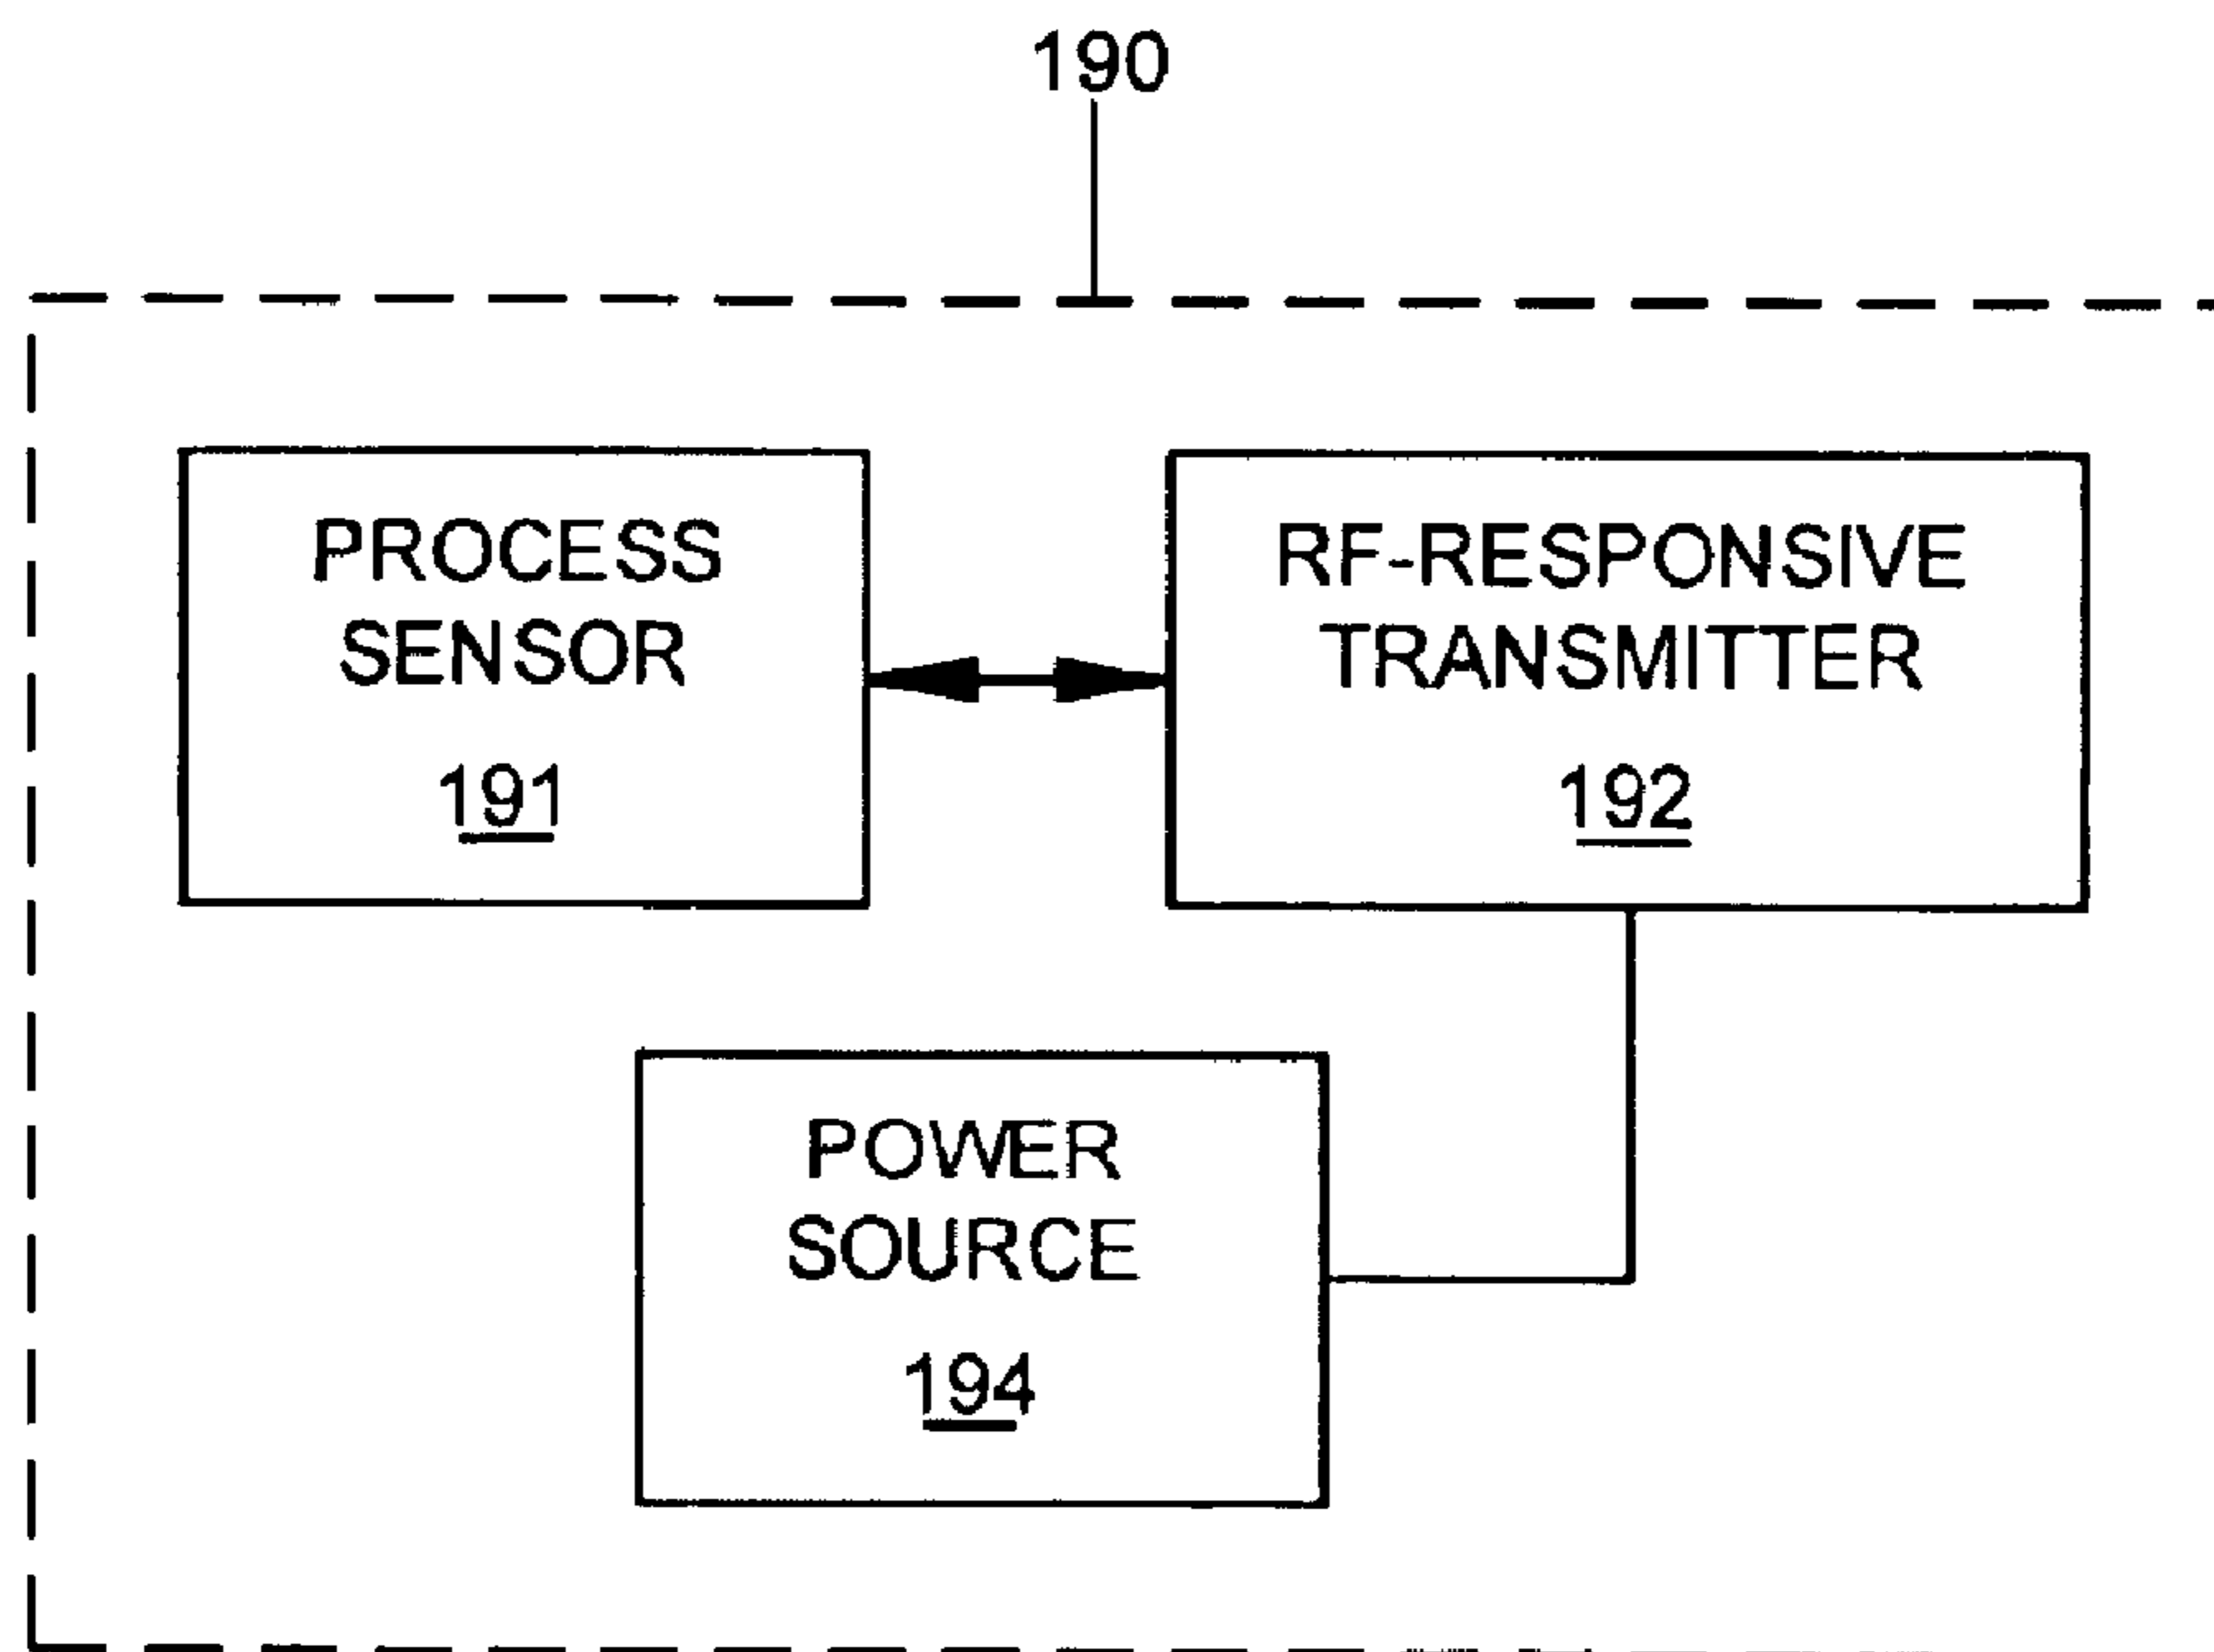 190
PROCESS
SENSOR
191
RF-RESPONSIVE
TRANSMITTER
192
POWER
SOURCE
194